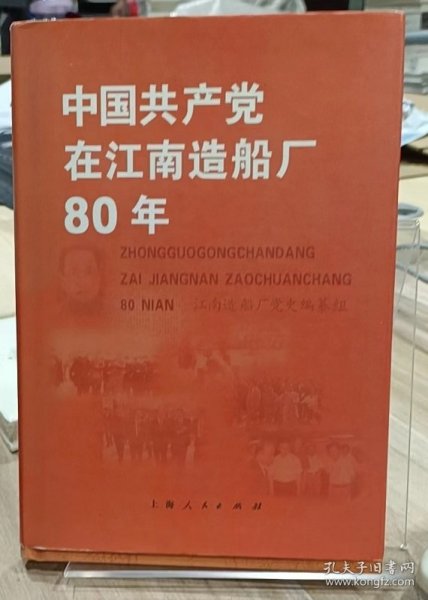 中国共产党
在江南造船厂
80年
ZHONGGUOGONGCHANDANG
ZAI JIANGNAN ZAOCHUANCHANG
80 NIAN 江南造船厂党史编纂组
上海人民出版社
孔夫子旧书网
www.kongfz.com